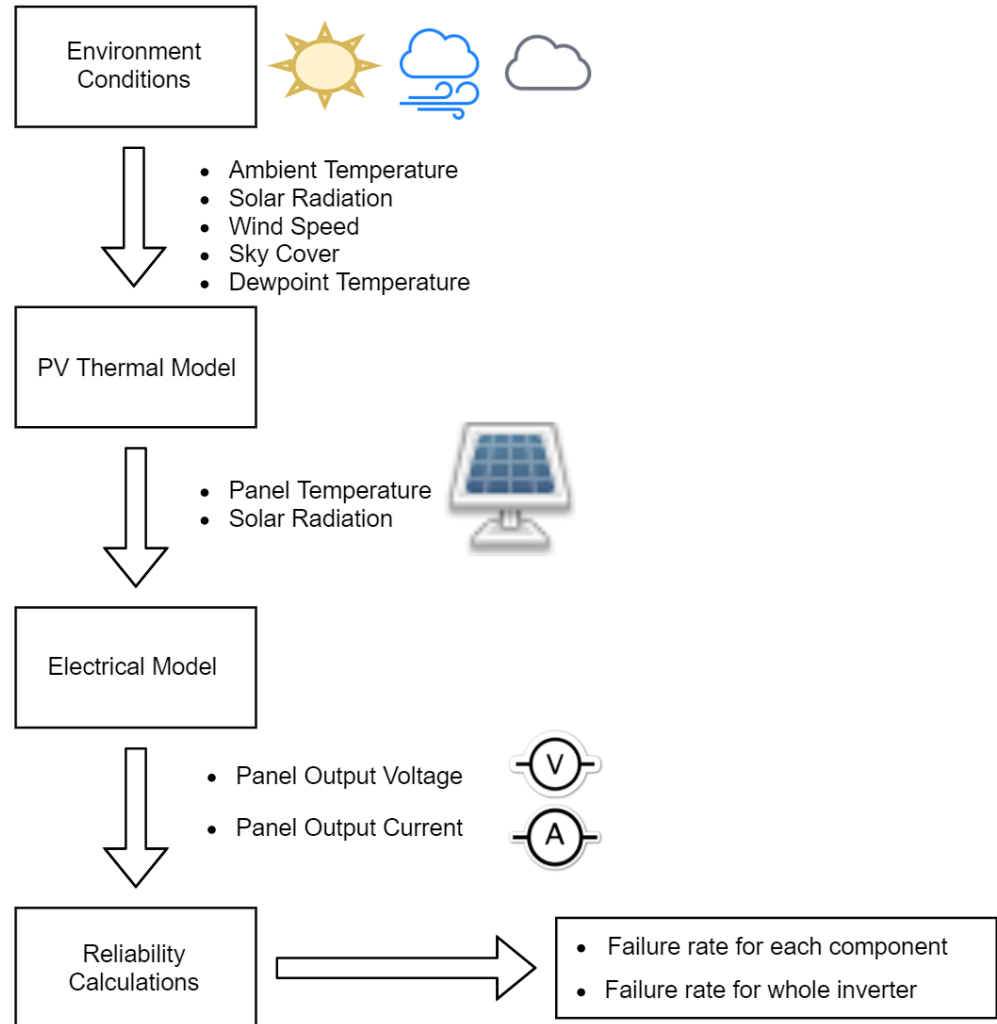 Environment
Conditions
• Ambient Temperature
• Solar Radiation
• Wind Speed
• Sky Cover
• Dewpoint Temperature
PV Thermal Model
• Panel Temperature
• Solar Radiation
Electrical Model
• Panel Output Voltage
V
• Panel Output Current
A
Reliability
Calculations
• Failure rate for each component
• Failure rate for whole inverter